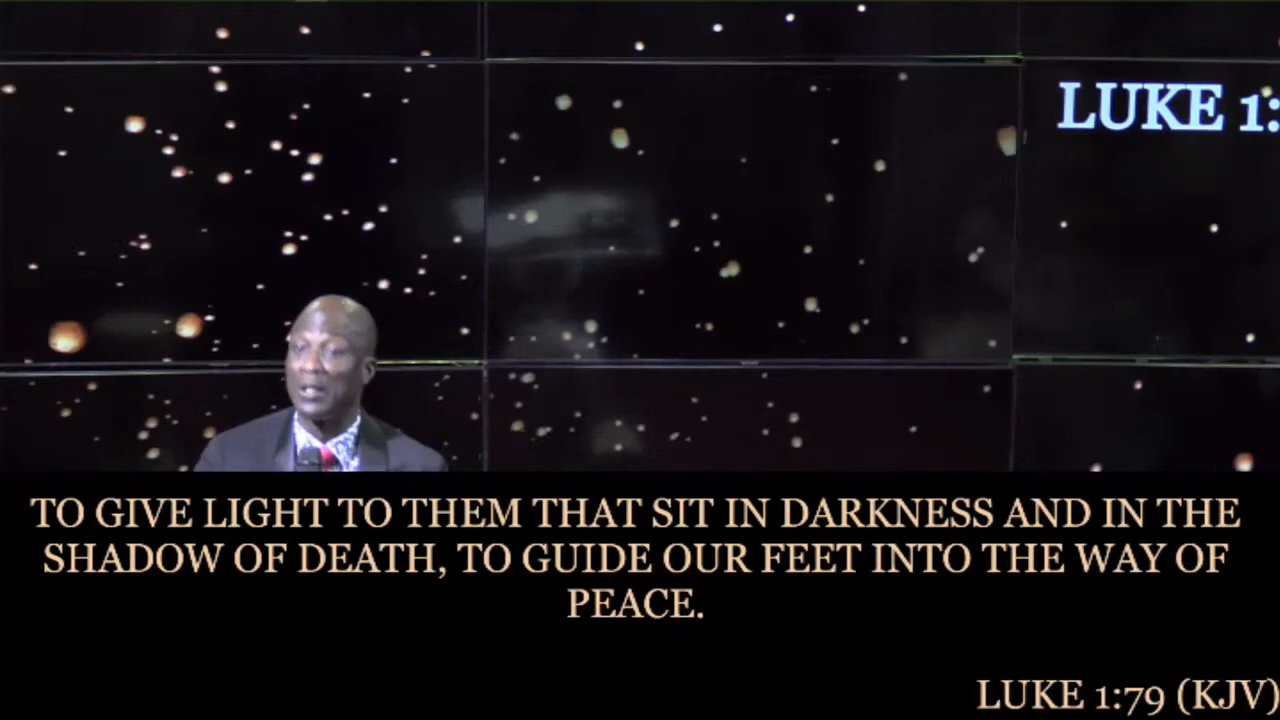 LUKE 1:
TO GIVE LIGHT TO THEM THAT SIT IN DARKNESS AND IN THE
SHADOW OF DEATH, TO GUIDE OUR FEET INTO THE WAY OF
PEACE.
LUKE 1:79 (KJV)